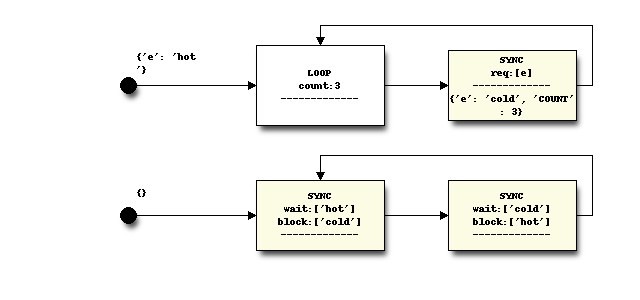 {'e': 'hot
'}
LOOP
count:3
-------------
SYNC
req:[e]
-------------
{'e': 'cold', 'COUNT'
: 3}
{}
SYNC
wait:['hot']
block:['cold']
-------------
SYNC
wait:['cold']
block:['hot']
-------------